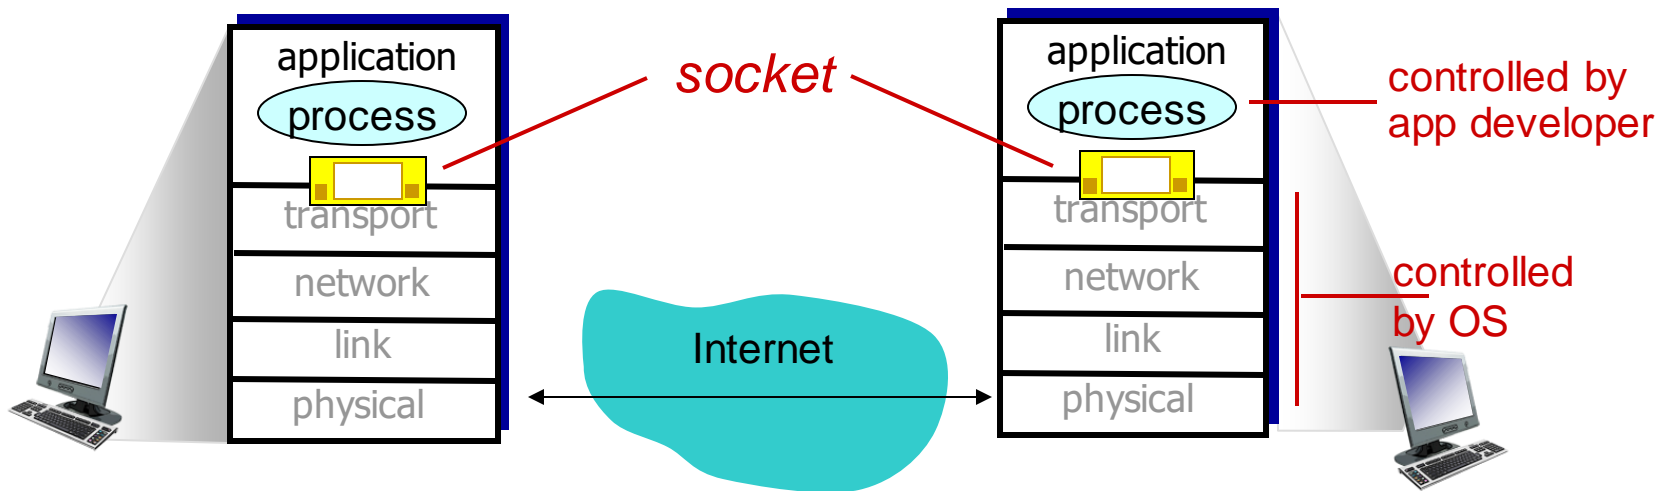 application
process
transport
network
link
physical
socket
Internet
application
process
transport
network
link
physical
controlled by
app developer
controlled
by OS